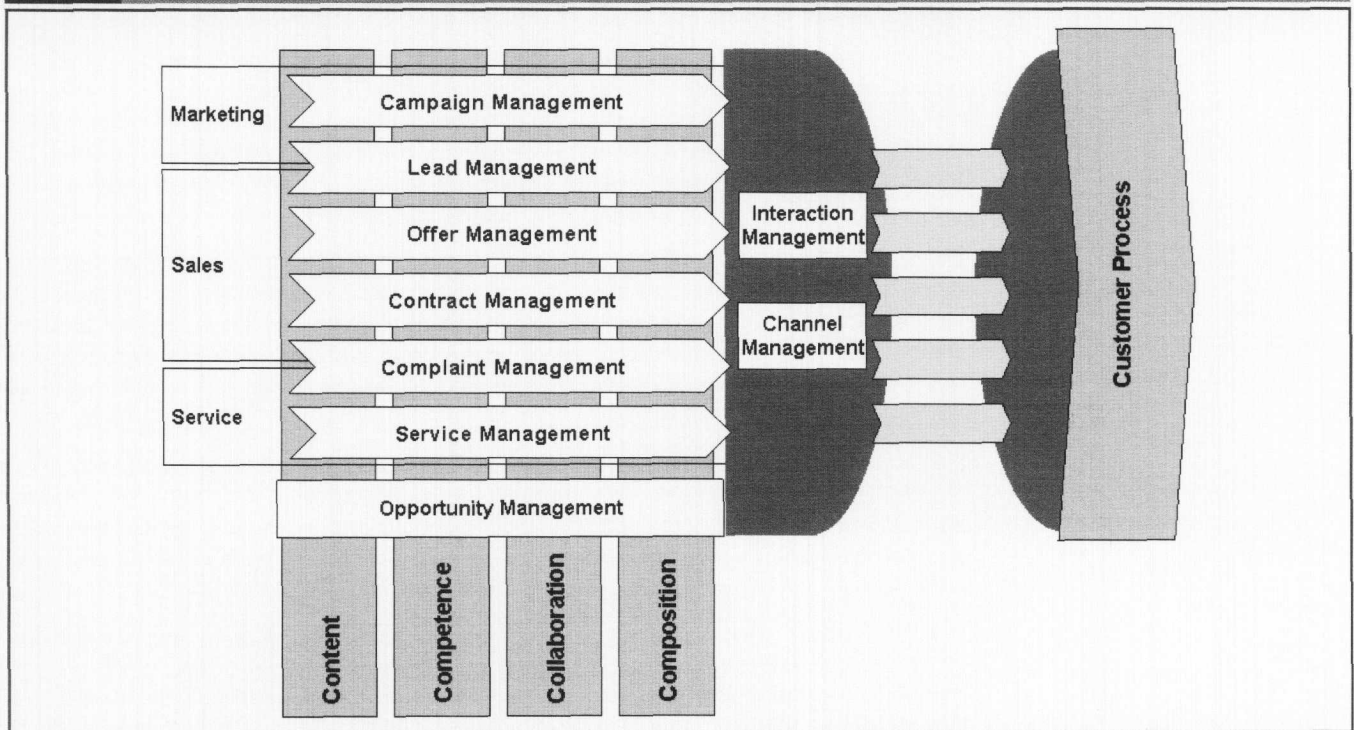 Marketing
Campaign Management
Lead Management
Sales
Offer Management
Contract Management
Complaint Management
Service
Service Management
Opportunity Management
Interaction
Management
Channel
Management
Customer Process
Content
Competence
Collaboration
Composition